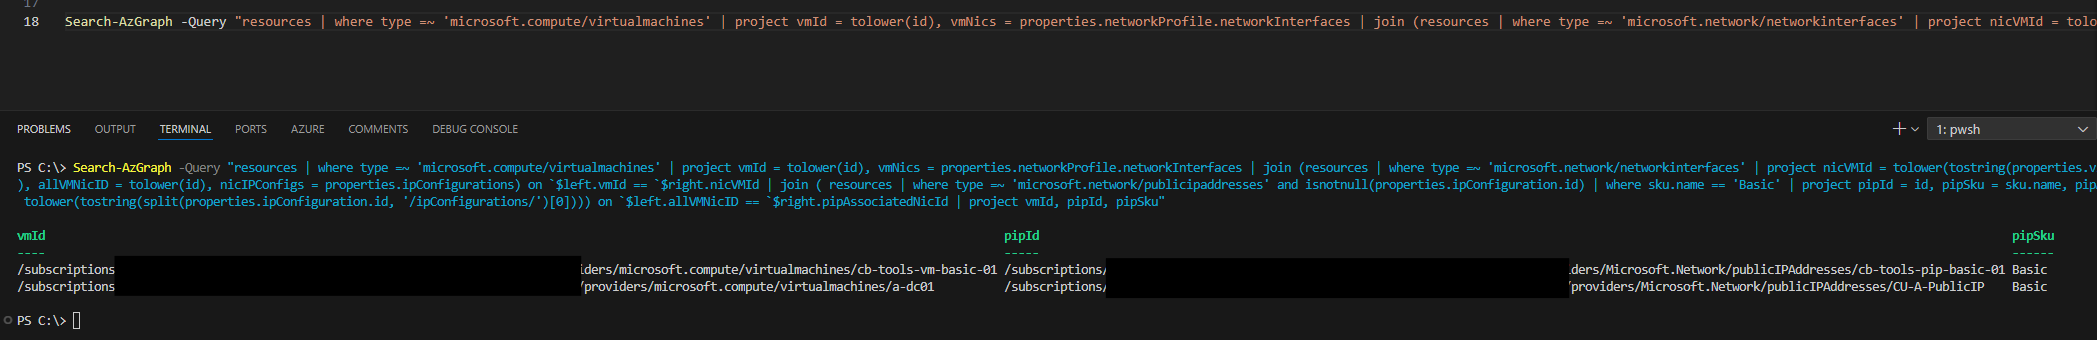 17
18 Search-AzGraph -Query "resources | where type =~ 'microsoft.compute/virtualmachines' | project vmId = tolower(id), vmNics = properties.networkProfile.networkInterfaces | join (resources | where type =~ 'microsoft.network/networkinterfaces' | project nicVMId = tolo
PROBLEMS OUTPUT TERMINAL PORTS AZURE COMMENTS DEBUG CONSOLE 1: pwsh
PS C:\> Search-AzGraph -Query "resources | where type =~ 'microsoft.compute/virtualmachines' | project vmId = tolower(id), vmNics = properties.networkProfile.networkInterfaces | join (resources | where type =~ 'microsoft.network/networkinterfaces' | project nicVMId = tolower(tostring(properties.v
), allVMNicID = tolower(id), nicIPConfigs = properties.ipConfigurations) on `$left.vmId == `$right.nicVMId | join ( resources | where type =~ 'microsoft.network/publicipaddresses' and isnotnull(properties.ipConfiguration.id) | where sku.name == 'Basic' | project pipId = id, pipSku = sku.name, pip
tolower(tostring(split(properties.ipConfiguration.id, '/ipConfigurations/')[0]))) on `$left.allVMNicID == `$right.pipAssociatedNicId | project vmId, pipId, pipSku"
vmId pipId pipSku
---- ----- ------
/subscriptions iders/microsoft.compute/virtualmachines/cb-tools-vm-basic-01 /subscriptions/ iders/Microsoft.Network/publicIPAddresses/cb-tools-pip-basic-01 Basic
/subscriptions /providers/microsoft.compute/virtualmachines/a-dc01 /subscriptions/ /providers/Microsoft.Network/publicIPAddresses/CU-A-PublicIP Basic
PS C:\>